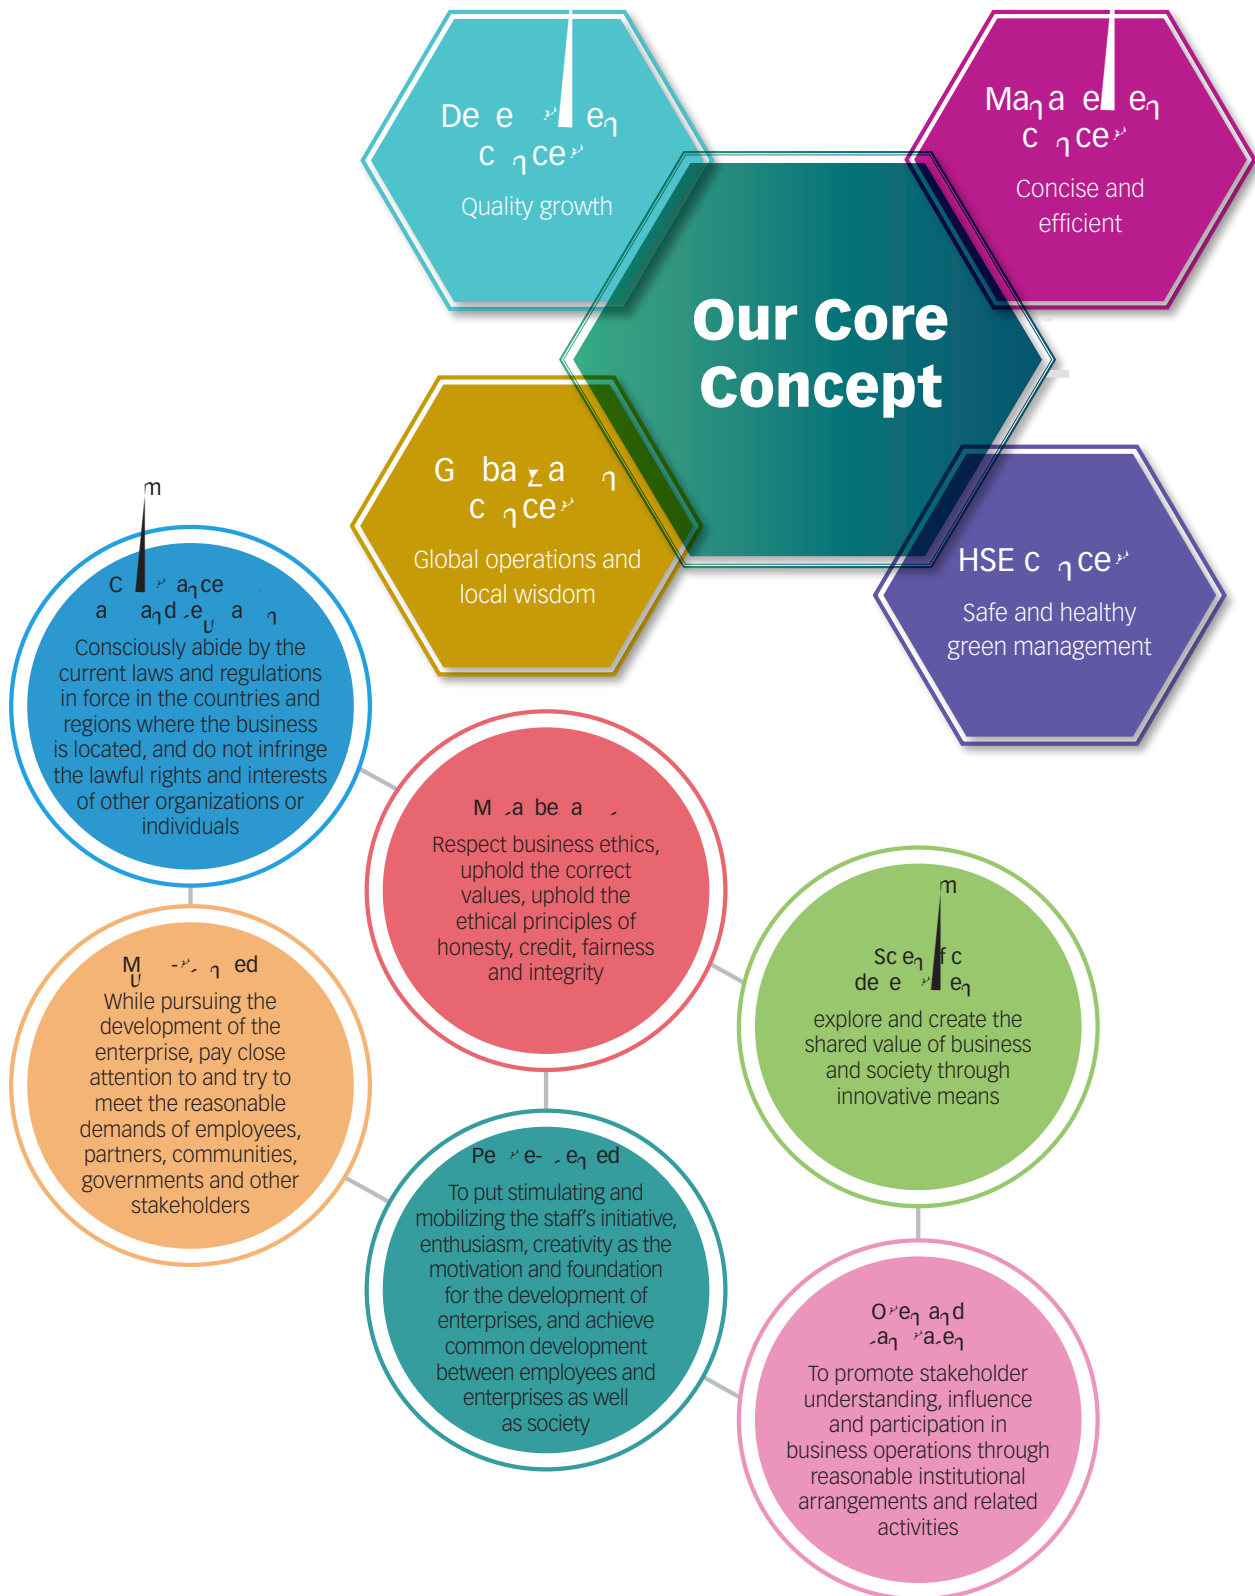 Quality growth
Concise and
efficient
Our Core
Concept
Global operations and
local wisdom
HSE
Safe and healthy
green management
Consciously abide by the
current laws and regulations
in force in the countries and
regions where the business
is located, and do not infringe
the lawful rights and interests
of other organizations or
individuals
Respect business ethics,
uphold the correct
values, uphold the
ethical principles of
honesty, credit, fairness
and integrity
explore and create the
shared value of business
and society through
innovative means
While pursuing the
development of the
enterprise, pay close
attention to and try to
meet the reasonable
demands of employees,
partners, communities,
governments and other
stakeholders
To put stimulating and
mobilizing the staff's initiative,
enthusiasm, creativity as the
motivation and foundation
for the development of
enterprises, and achieve
common development
between employees and
enterprises as well
as society
To promote stakeholder
understanding, influence
and participation in
business operations through
reasonable institutional
arrangements and related
activities